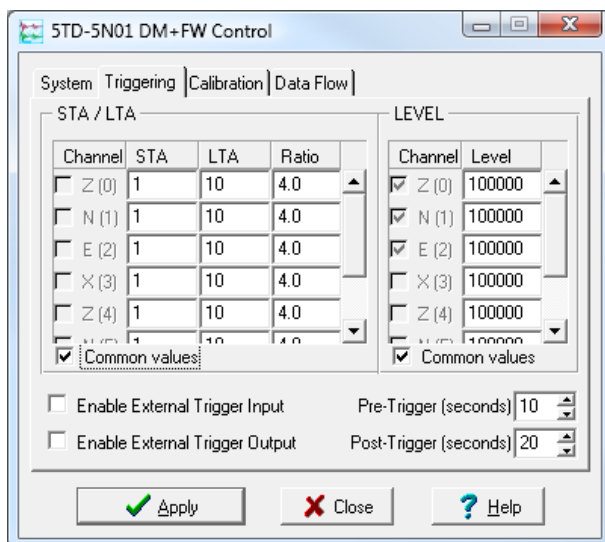 5TD-5N01 DM+FW Control
System Triggering Calibration Data Flow
STA / LTA
Channel STA LTA Ratio
Z (0) 1 10 4.0
N (1) 1 10 4.0
E (2) 1 10 4.0
X (3) 1 10 4.0
Z (4) 1 10 4.0
Common values
LEVEL
Channel Level
Z (0) 100000
N (1) 100000
E (2) 100000
X (3) 100000
Z (4) 100000
Common values
Enable External Trigger Input
Pre-Trigger (seconds) 10
Enable External Trigger Output
Post-Trigger (seconds) 20
Apply Close Help